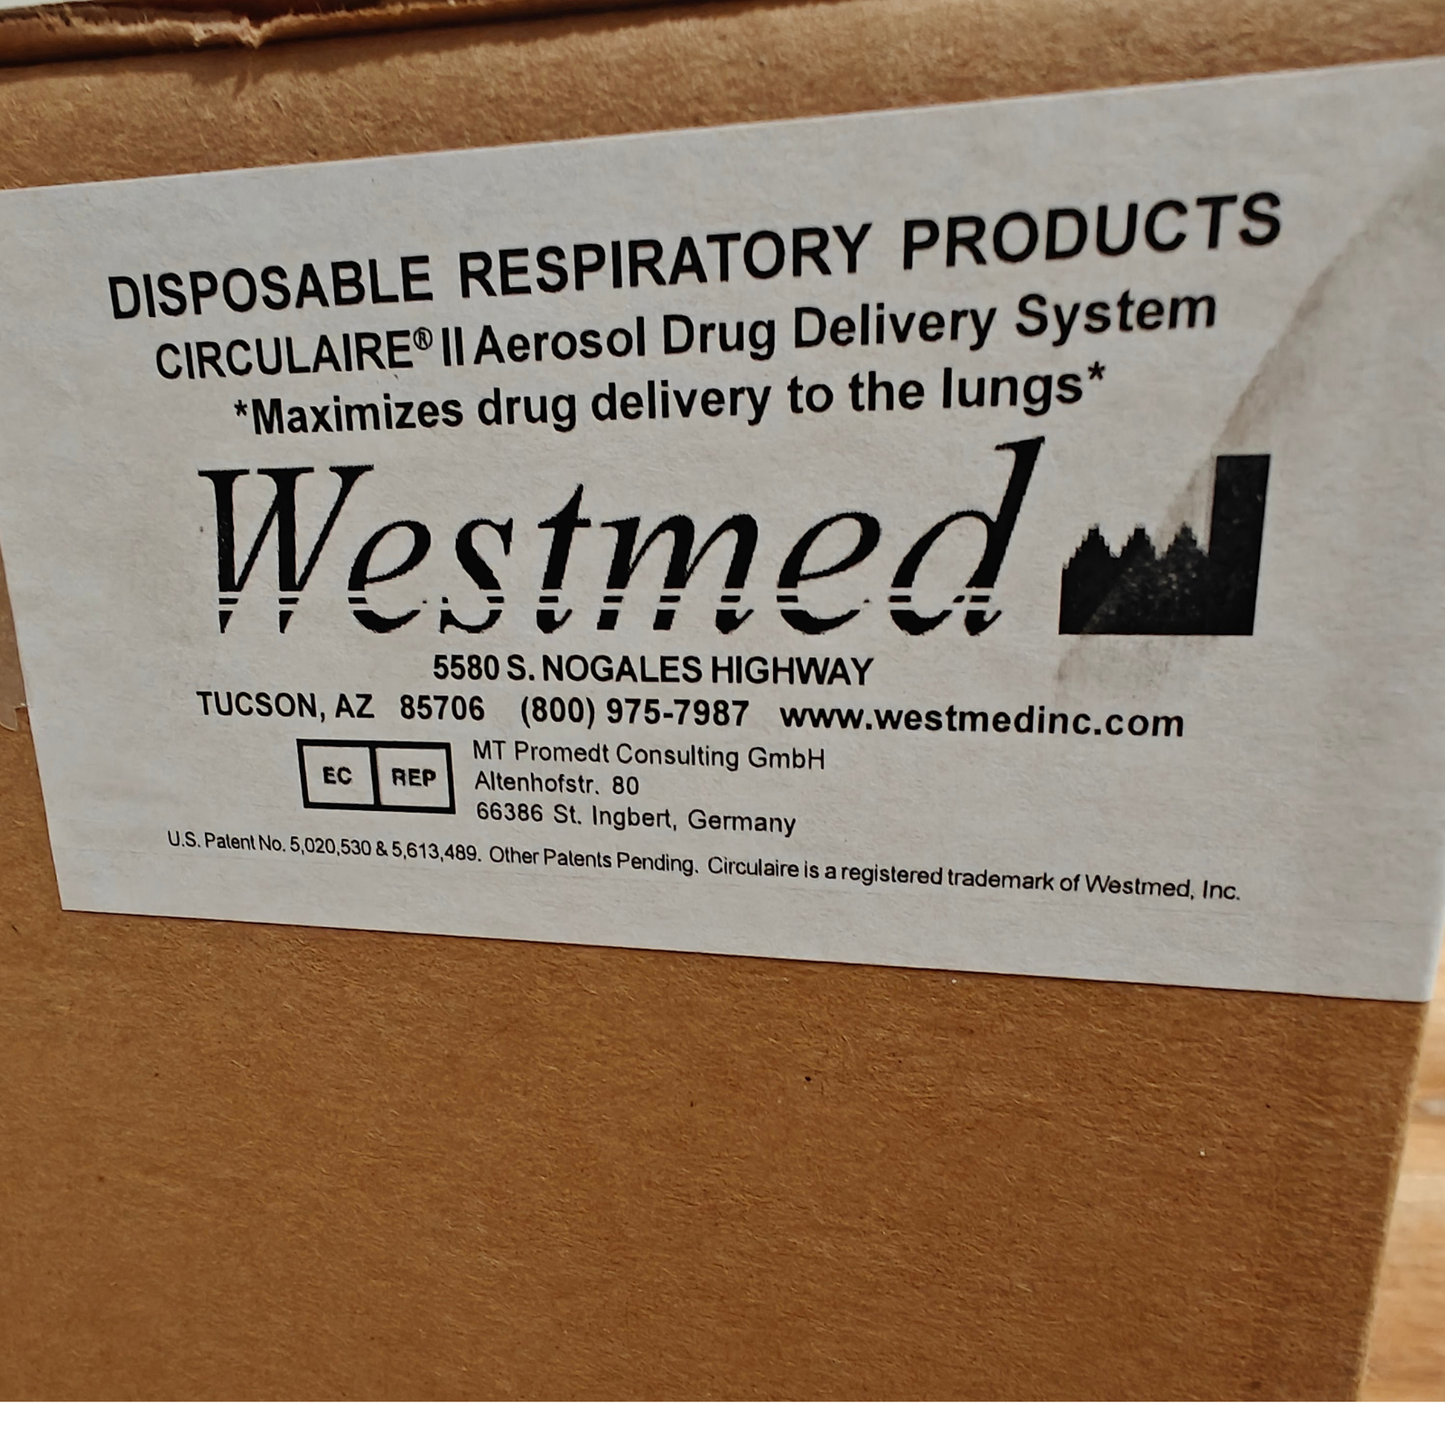 DISPOSABLE RESPIRATORY PRODUCTS
CIRCULAIRE® II Aerosol Drug Delivery System
*Maximizes drug delivery to the lungs*
Westmed
5580 S. NOGALES HIGHWAY
TUCSON, AZ 85706 (800) 975-7987 www.westmedinc.com
EC REP
MT Promedt Consulting GmbH
Altenhofstr. 80
66386 St. Ingbert, Germany
U.S. Patent No. 5,020,530 & 5,613,489. Other Patents Pending. Circulaire is a registered trademark of Westmed, Inc.